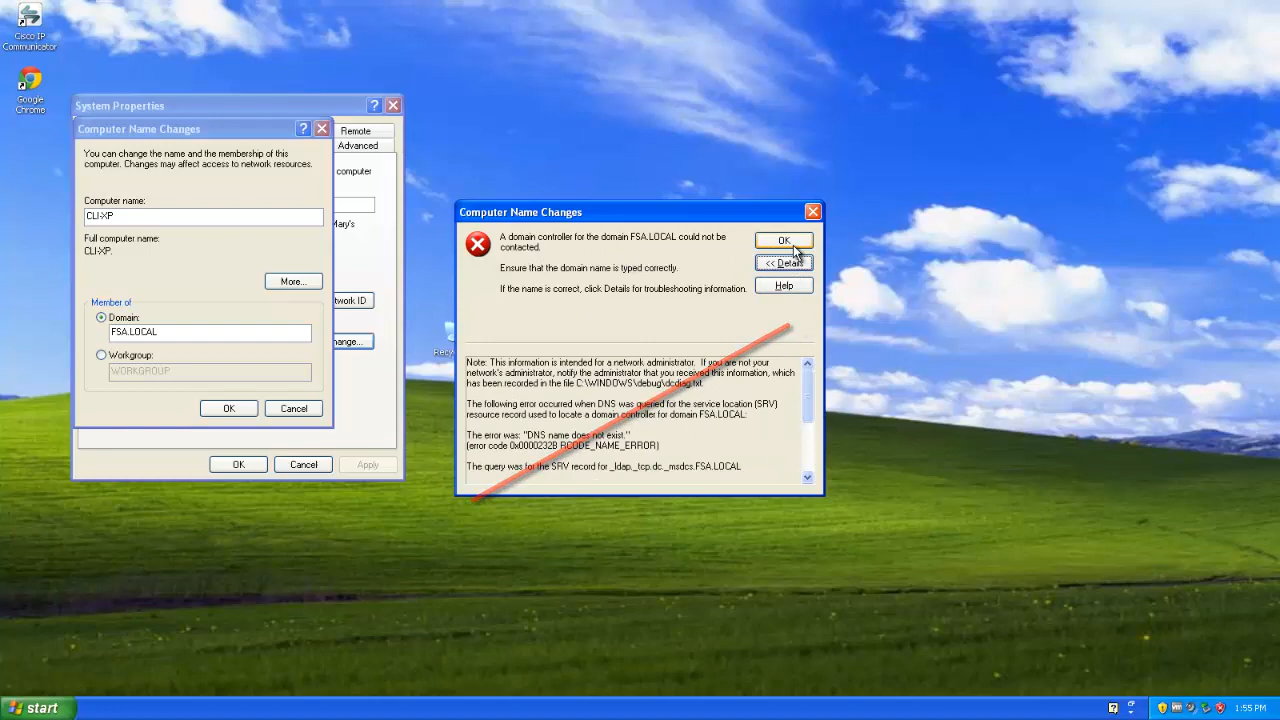 Cisco IP
Communicator
Google
Chrome
System Properties
Computer Name Changes
Remote
Advanced
You can change the name and the membership of this
computer. Changes may affect access to network resources.
computer
Computer name:
CLI-XP
Mary's
Full computer name:
CLI-XP.
More...
Member of
Domain:
FSA.LOCAL
Workgroup:
WORKGROUP
OK
Cancel
OK
Cancel
Apply
Computer Name Changes
A domain controller for the domain FSA.LOCAL could not be
contacted.
Ensure that the domain name is typed correctly.
If the name is correct, click Details for troubleshooting information.
OK
<< Details
Help
Note: This information is intended for a network administrator. If you are not your
network's administrator, notify the administrator that you received this information, which
has been recorded in the file C:\WINDOWS\debug\dcdiag.txt.
The following error occurred when DNS was queried for the service location (SRV)
resource record used to locate a domain controller for domain FSA.LOCAL:
The error was: "DNS name does not exist."
(error code 0x0000232B RCODE_NAME_ERROR)
The query was for the SRV record for _ldap._tcp.dc._msdcs.FSA.LOCAL
start
1:55 PM